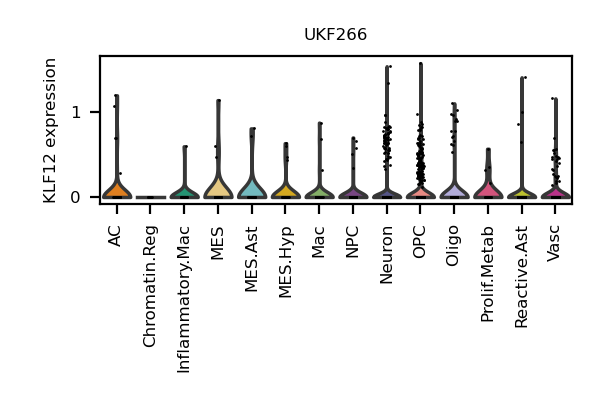 UKF266
KLF12 expression
1
0
AC
Chromatin.Reg
Inflammatory.Mac
MES
MES.Ast
MES.Hyp
Mac
NPC
Neuron
OPC
Oligo
Prolif.Metab
Reactive.Ast
Vasc